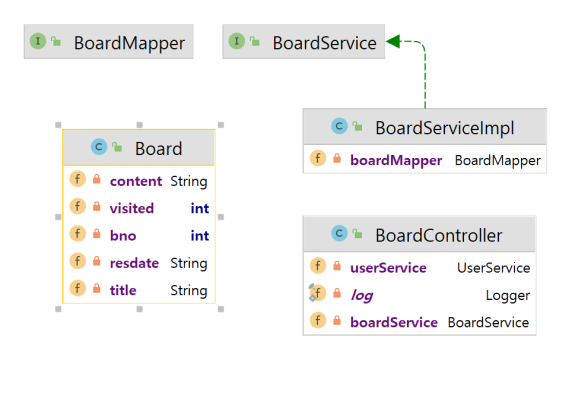 I BoardMapper
I BoardService
C BoardServiceImpl
f boardMapper BoardMapper
C Board
f content String
f visited int
f bno int
f resdate String
f title String
C BoardController
f userService UserService
f log Logger
f boardService BoardService